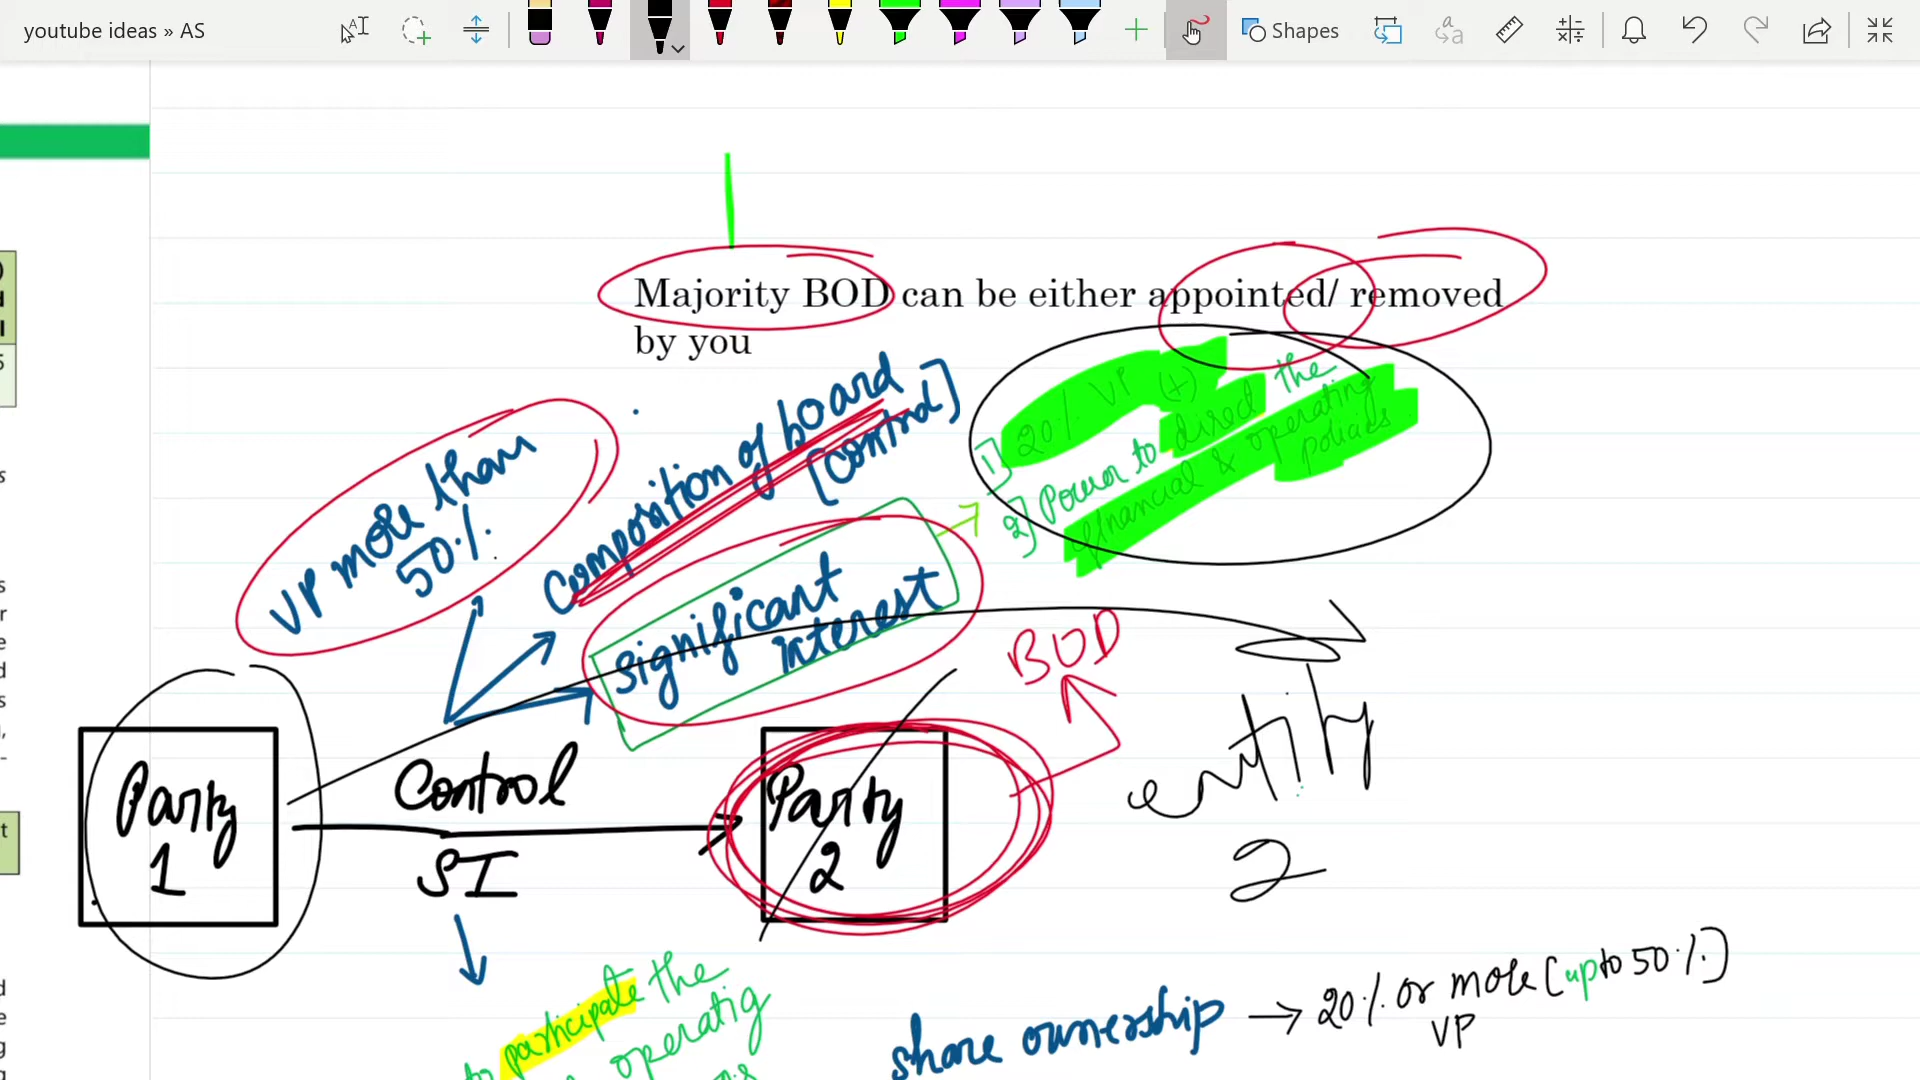 youtube ideas » AS
Shapes
Majority BOD can be either appointed/ removed
by you
VP more than
50%
Composition of board
[Control]
significant
interest
1] 20% VP (+)
2] Power to direct the
financial & operating
policies
BOD
Party
1
Control
SI
Party
2
entity
2
to participate the
operatig
share ownership → 20% or more [upto 50%]
VP